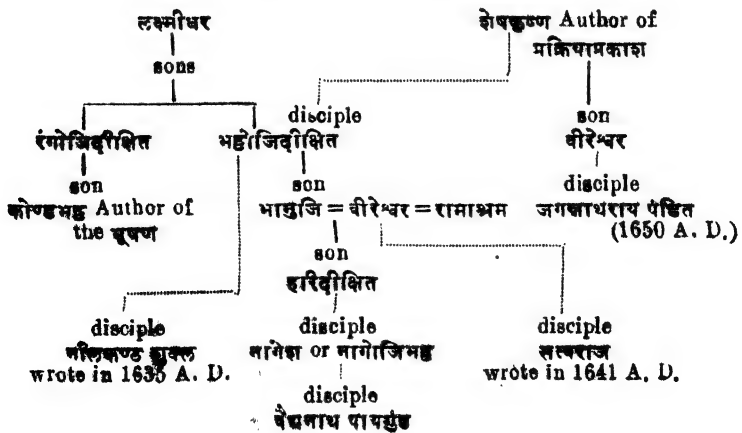 लक्ष्मीधर
शेषकृष्ण Author of
प्रक्रियाप्रकाश
sons
disciple
son
रंगोजिदीक्षित
भट्टोजिदीक्षित
वीरेश्वर
son
son
disciple
कोण्डभट्ट Author of
the भूषण
भानुजि = वीरेश्वर = रामाश्रम
जगन्नाथराय पंडित
(1650 A. D.)
son
हरिदीक्षित
disciple
disciple
disciple
नीलकण्ठ शुक्ल
wrote in 1635 A. D.
नागेश or नागोजिभट्ट
wrote in 1641 A. D.
disciple
वैद्यनाथ पायगुंड